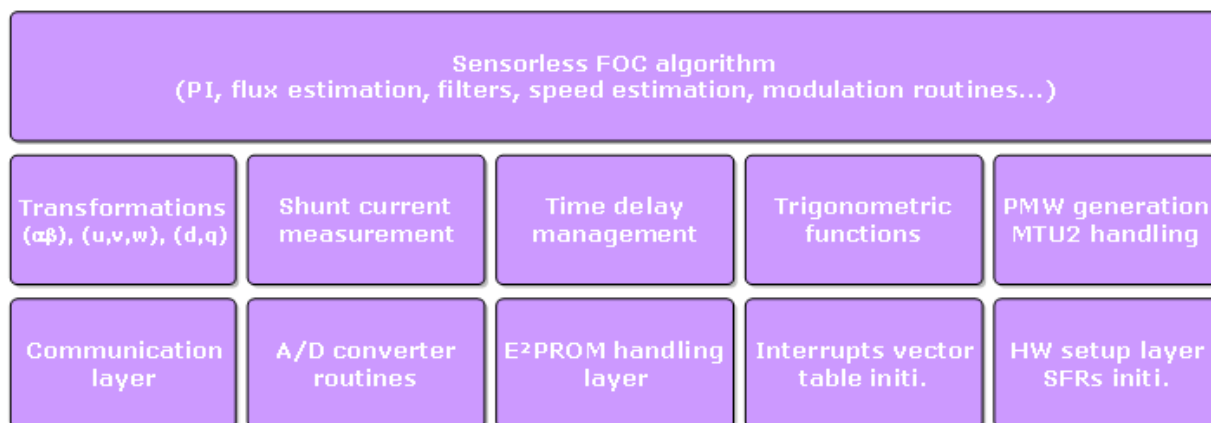 Sensorless FOC algorithm
(PI, flux estimation, filters, speed estimation, modulation routines...)
Transformations
(αβ), (u,v,w), (d,q)
Shunt current
measurement
Time delay
management
Trigonometric
functions
PMW generation
MTU2 handling
Communication
layer
A/D converter
routines
E²PROM handling
layer
Interrupts vector
table initi.
HW setup layer
SFRs initi.